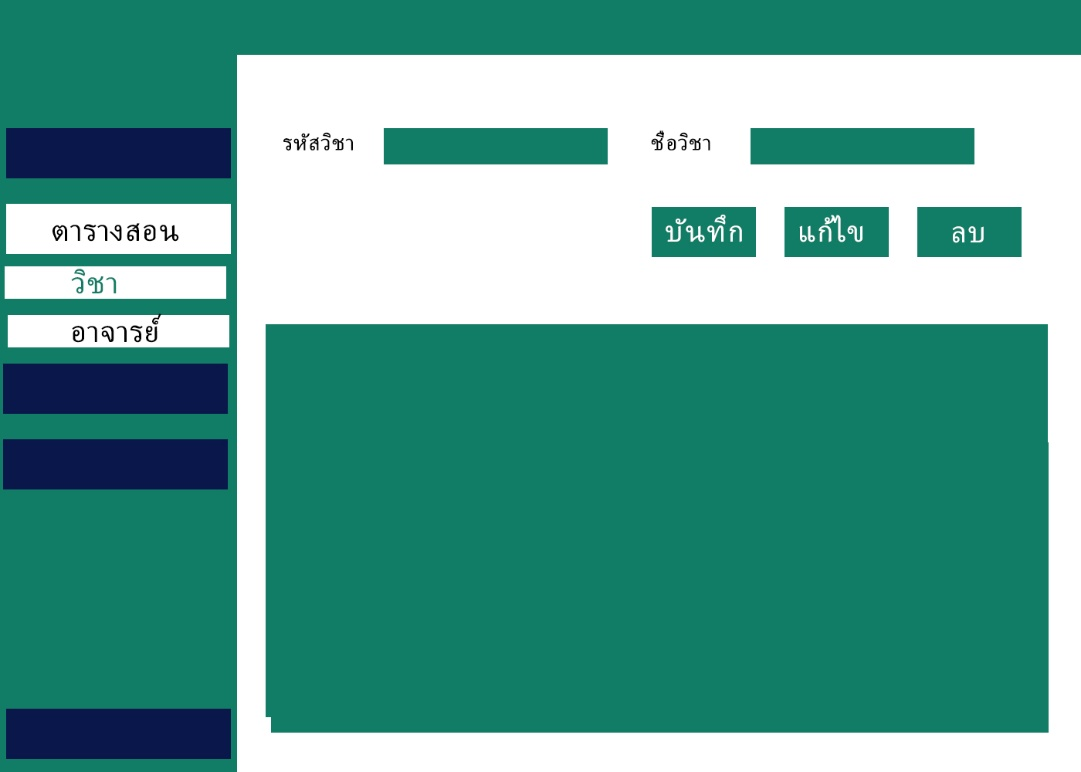 รหัสวิชา
ชื่อวิชา
ตารางสอน
บันทึก
แก้ไข
ลบ
วิชา
อาจารย์